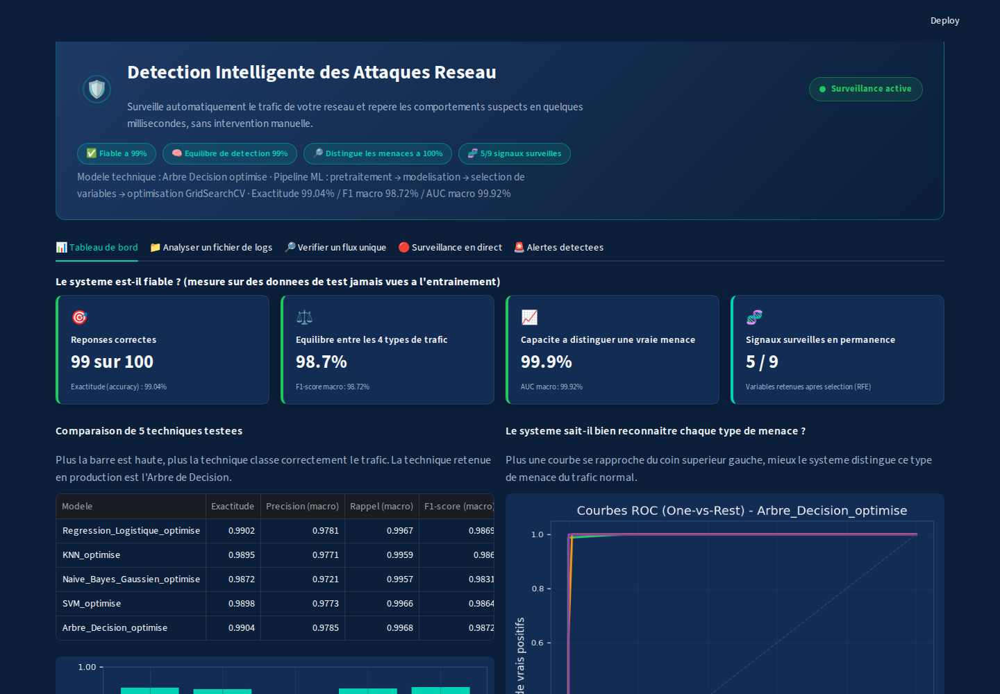 Deploy
Detection Intelligente des Attaques Reseau
Surveillance active
Surveille automatiquement le trafic de votre reseau et repere les comportements suspects en quelques
millisecondes, sans intervention manuelle.
Fiable a 99%
Equilibre de detection 99%
Distingue les menaces a 100%
5/9 signaux surveilles
Modele technique : Arbre Decision optimise · Pipeline ML : pretraitement → modelisation → selection de
variables → optimisation GridSearchCV · Exactitude 99.04% / F1 macro 98.72% / AUC macro 99.92%
Tableau de bord
Analyser un fichier de logs
Verifier un flux unique
Surveillance en direct
Alertes detectees
Le systeme est-il fiable ? (mesure sur des donnees de test jamais vues a l'entrainement)
Reponses correctes
99 sur 100
Exactitude (accuracy) : 99.04%
Equilibre entre les 4 types de trafic
98.7%
F1-score macro : 98.72%
Capacite a distinguer une vraie menace
99.9%
AUC macro : 99.92%
Signaux surveilles en permanence
5 / 9
Variables retenues apres selection (RFE)
Comparaison de 5 techniques testees
Plus la barre est haute, plus la technique classe correctement le trafic. La technique retenue
en production est l'Arbre de Decision.
Modele Exactitude Precision (macro) Rappel (macro) F1-score (macro)
Regression_Logistique_optimise 0.9902 0.9781 0.9967 0.9869
KNN_optimise 0.9895 0.9771 0.9959 0.986
Naive_Bayes_Gaussien_optimise 0.9872 0.9721 0.9957 0.9831
SVM_optimise 0.9898 0.9773 0.9966 0.9864
Arbre_Decision_optimise 0.9904 0.9785 0.9968 0.9872
1.00
Le systeme sait-il bien reconnaitre chaque type de menace ?
Plus une courbe se rapproche du coin superieur gauche, mieux le systeme distingue ce type
de menace du trafic normal.
Courbes ROC (One-vs-Rest) - Arbre_Decision_optimise
1.0
0.8
0.6
de vrais positifs